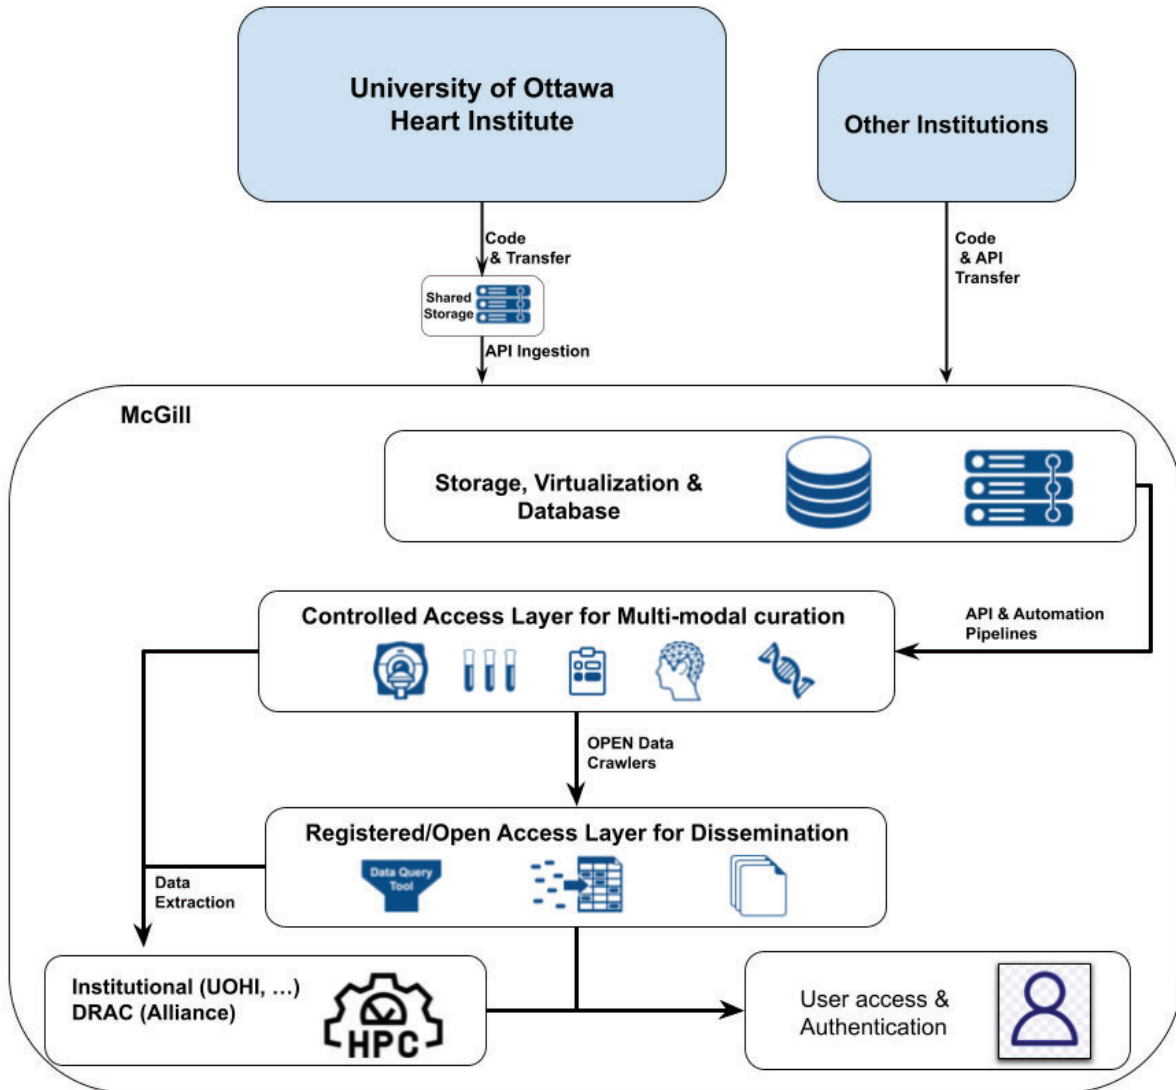 University of Ottawa
Heart Institute
Other Institutions
Code
& Transfer
Code
& API
Transfer
Shared
Storage
API Ingestion
McGill
Storage, Virtualization &
Database
Controlled Access Layer for Multi-modal curation
API & Automation
Pipelines
OPEN Data
Crawlers
Registered/Open Access Layer for Dissemination
Data Query
Tool
Data
Extraction
Institutional (UOHI, ...)
DRAC (Alliance)
HPC
User access &
Authentication